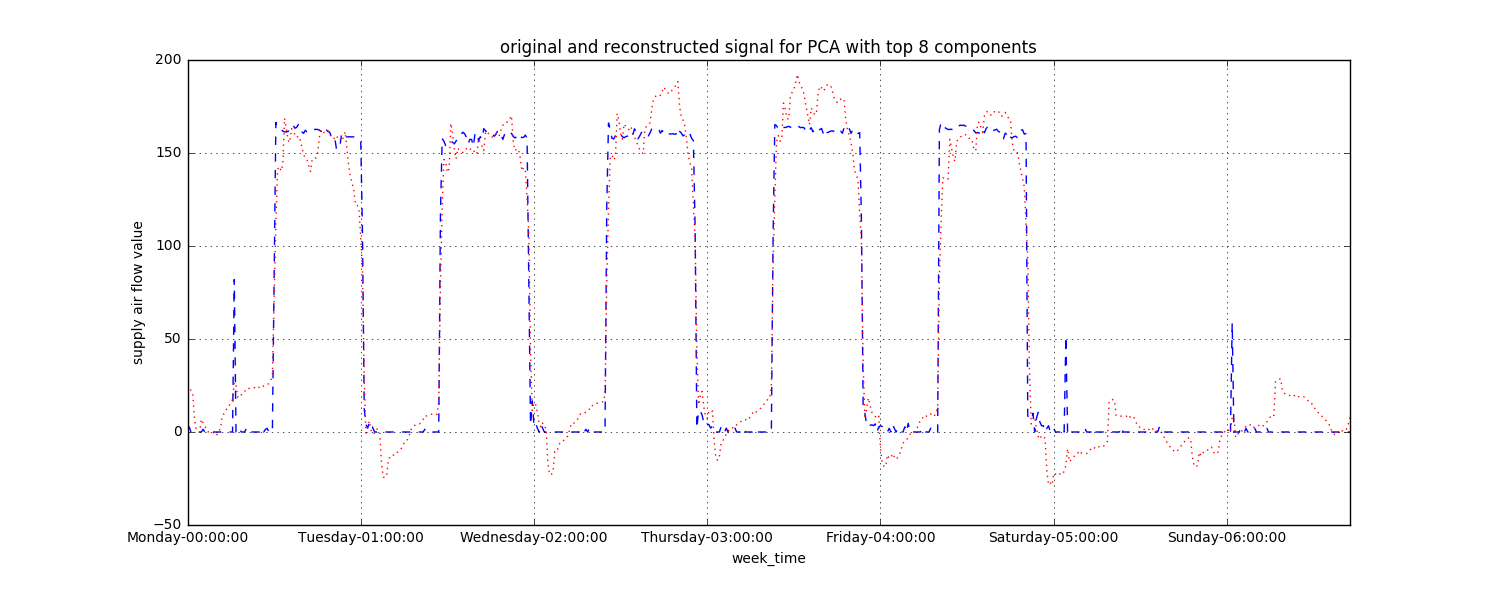 original and reconstructed signal for PCA with top 8 components
200
150
100
50
0
−50
supply air flow value
Monday-00:00:00 Tuesday-01:00:00 Wednesday-02:00:00 Thursday-03:00:00 Friday-04:00:00 Saturday-05:00:00 Sunday-06:00:00
week_time